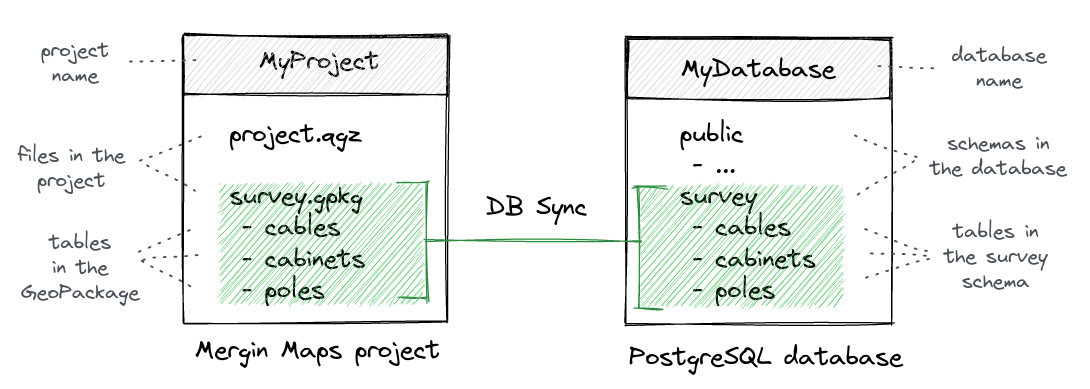 project
name
MyProject
MyDatabase
database
name
files in the
project
project.qgz
public
- ...
schemas in
the database
tables
in the
GeoPackage
survey.gpkg
- cables
- cabinets
- poles
DB Sync
survey
- cables
- cabinets
- poles
tables in
the survey
schema
Mergin Maps project
PostgreSQL database